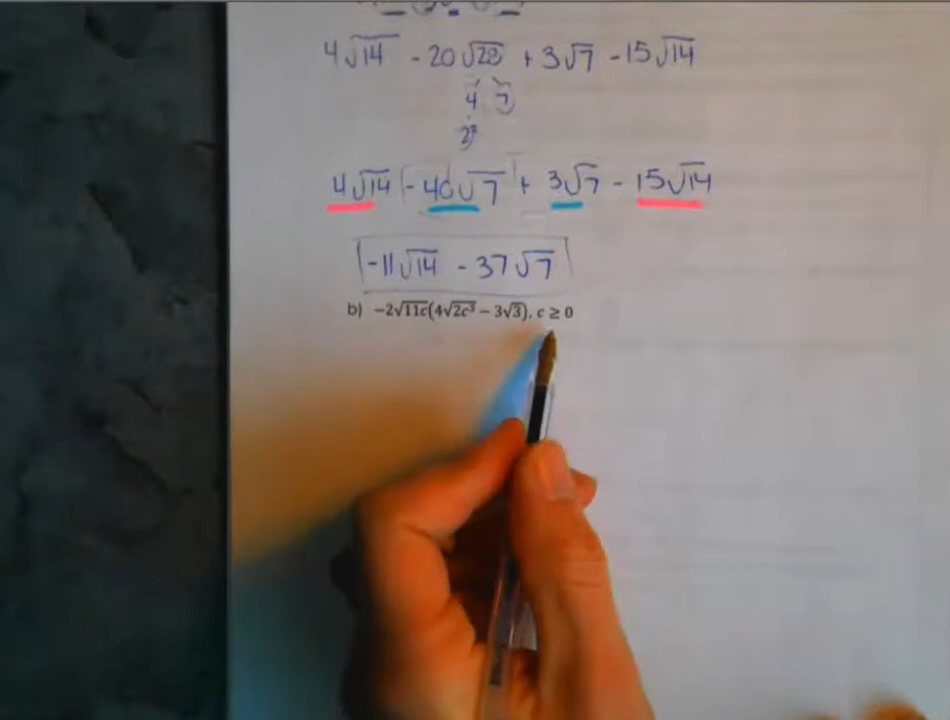 4√14 - 20√28 + 3√7 - 15√14
4 7
2²
4√14 - 40√7 + 3√7 - 15√14
-11√14 - 37√7
b) -2√11c(4√2c³ - 3√3), c ≥ 0